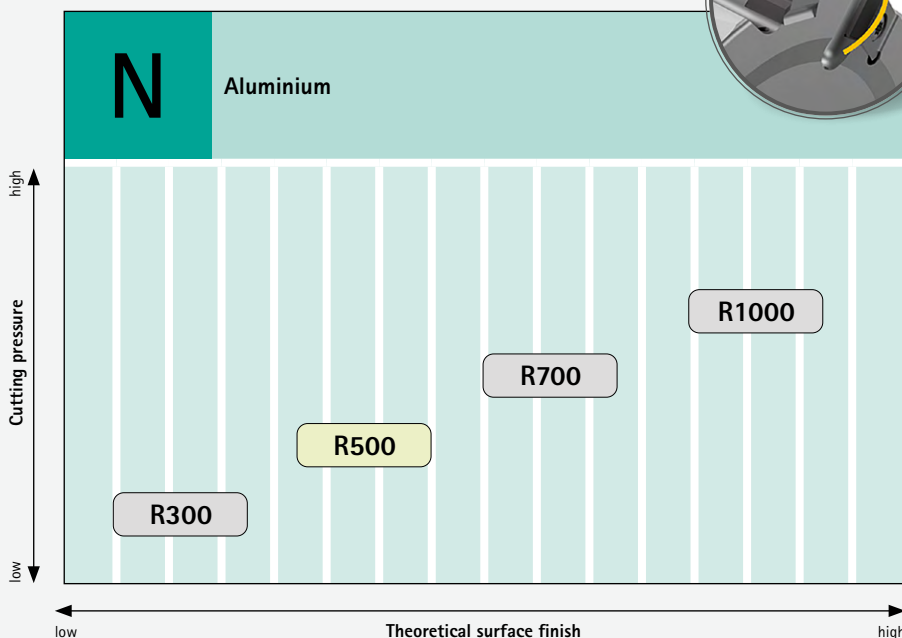 N
Aluminium
high
Cutting pressure
low
R1000
R700
R500
R300
low
Theoretical surface finish
high